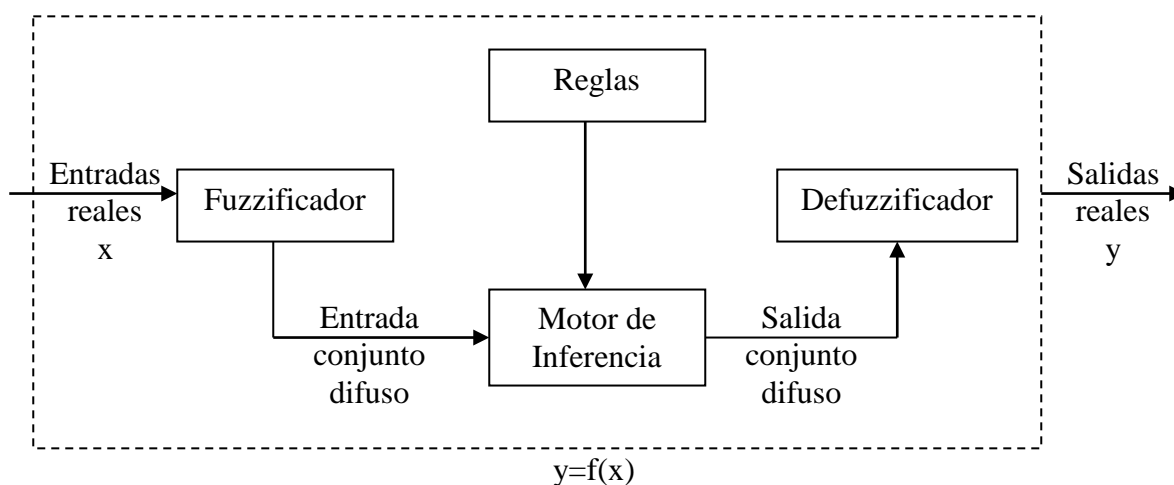 Reglas
Entradas
reales
x
Fuzzificador
Defuzzificador
Salidas
reales
y
Entrada
conjunto
difuso
Motor de
Inferencia
Salida
conjunto
difuso
y=f(x)